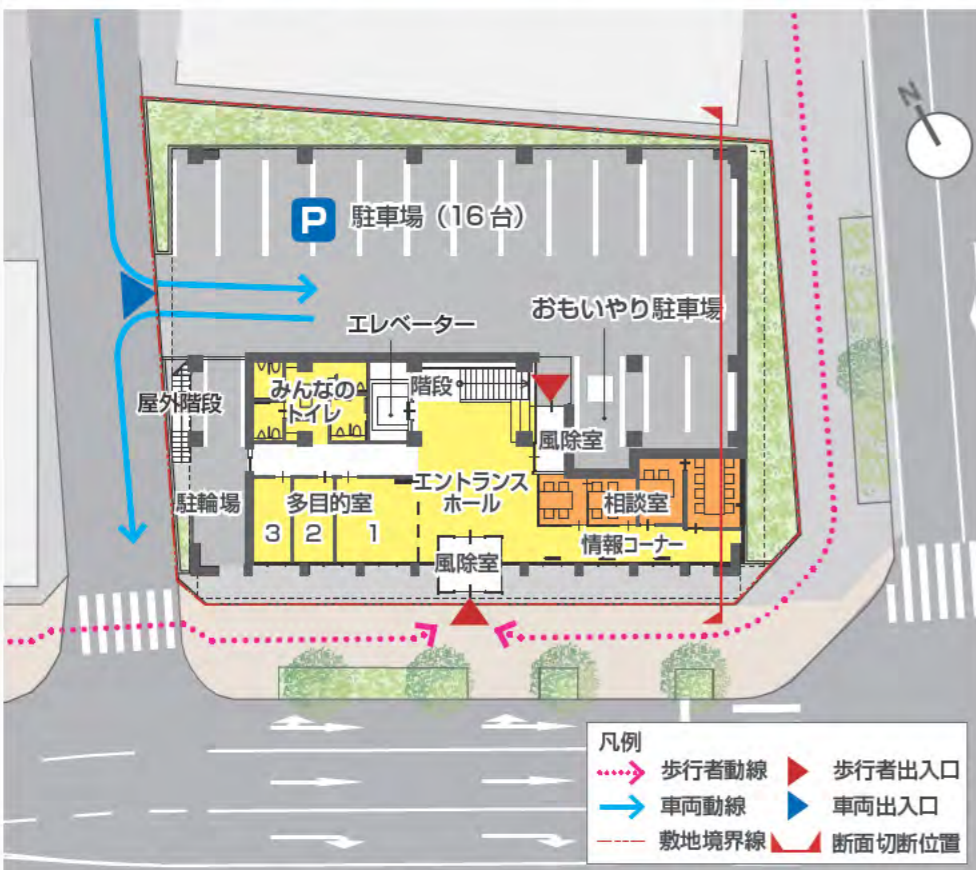 N
P 駐車場（16台）
エレベーター
おもいやり駐車場
みんなの
トイレ
階段
屋外階段
風除室
エントランス
ホール
駐輪場
多目的室
3 2 1
相談室
情報コーナー
風除室
凡例
歩行者動線
歩行者出入口
車両動線
車両出入口
敷地境界線
断面切断位置